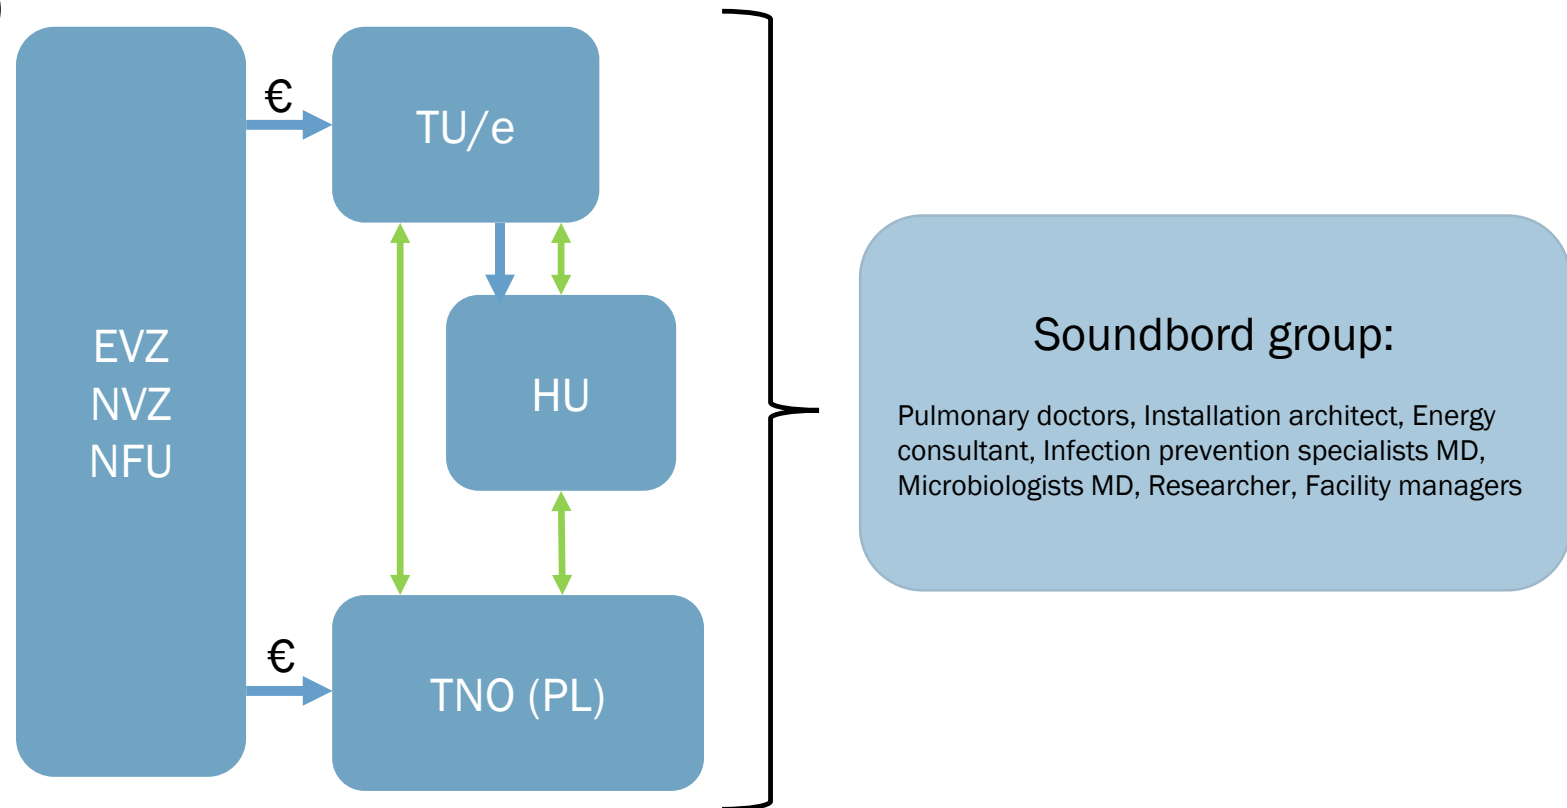 EVZ
NVZ
NFU
€
TU/e
HU
€
TNO (PL)
Soundbord group:
Pulmonary doctors, Installation architect, Energy
consultant, Infection prevention specialists MD,
Microbiologists MD, Researcher, Facility managers